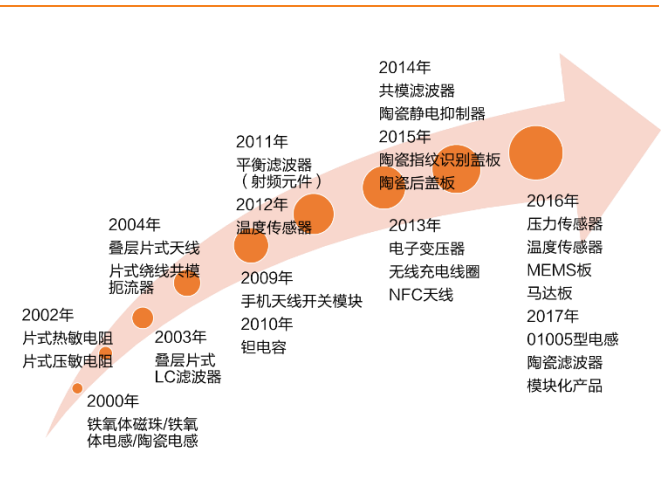 2014年
共模滤波器
陶瓷静电抑制器
2015年
陶瓷指纹识别盖板
陶瓷后盖板
2011年
平衡滤波器
（射频元件）
2012年
温度传感器
2004年
叠层片式天线
片式绕线共模
扼流器
2002年
片式热敏电阻
片式压敏电阻
2003年
叠层片式
LC滤波器
2000年
铁氧体磁珠/铁氧
体电感/陶瓷电感
2009年
手机天线开关模块
2010年
钽电容
2013年
电子变压器
无线充电线圈
NFC天线
2016年
压力传感器
温度传感器
MEMS板
马达板
2017年
01005型电感
陶瓷滤波器
模块化产品